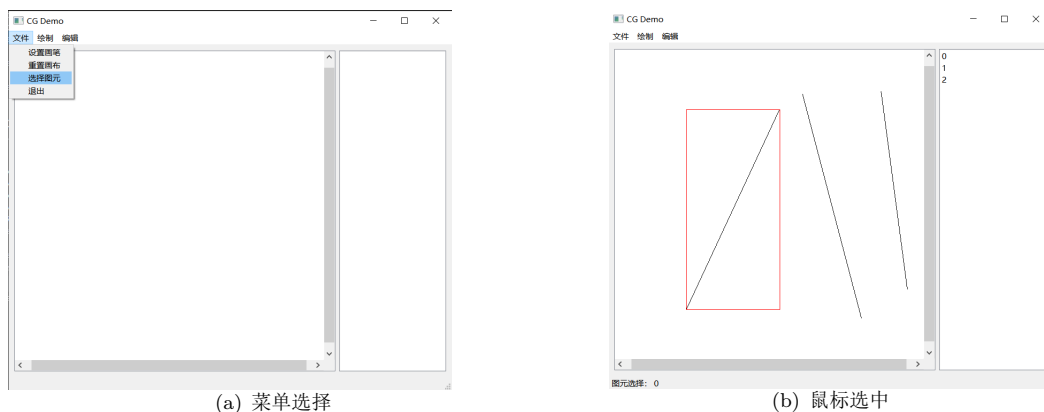 CG Demo
文件 绘制 编辑
设置画笔
重置画布
选择图元
退出
(a) 菜单选择
CG Demo
文件 绘制 编辑
0
1
2
图元选择: 0
(b) 鼠标选中